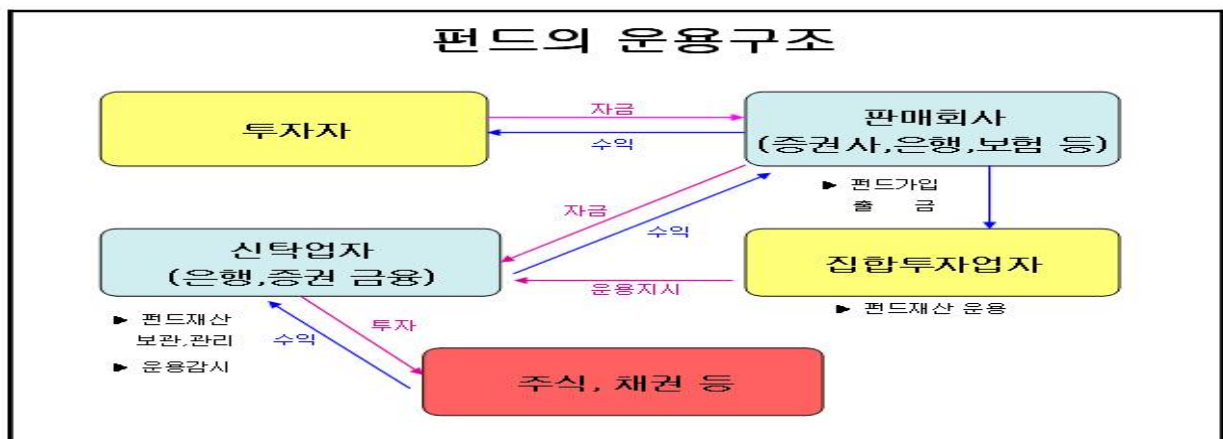 펀드의 운용구조
투자자
자금
수익
판매회사
(증권사,은행,보험 등)
▶ 펀드가입
출 금
자금
수익
신탁업자
(은행,증권 금융)
운용지시
집합투자업자
▶ 펀드재산 운용
▶ 펀드재산
보관,관리
▶ 운용감시
투자
수익
주식, 채권 등